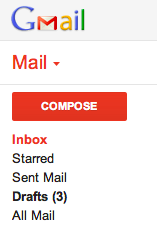 Gmail
Mail
COMPOSE
Inbox
Starred
Sent Mail
Drafts (3)
All Mail